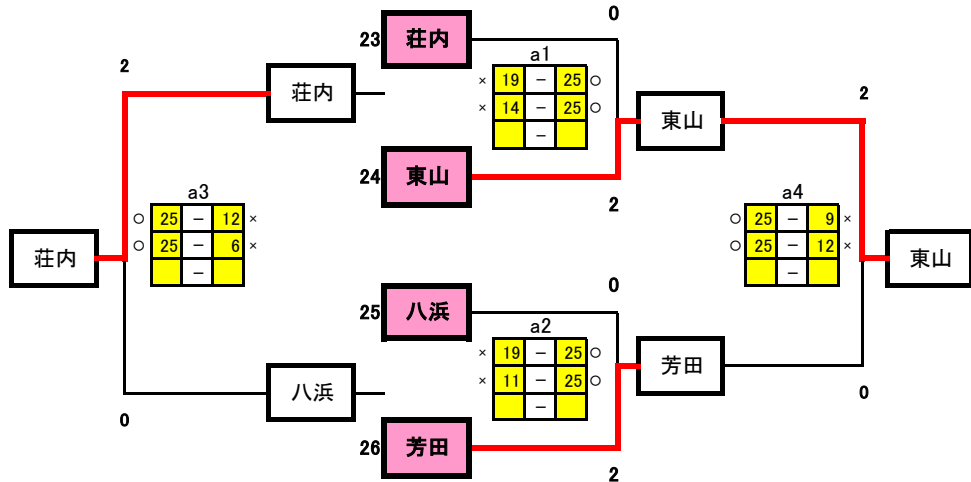 0
23 荘内
a1
2
荘内
× 19 － 25 ○
2
× 14 － 25 ○
東山
－
24 東山
a3
2
a4
○ 25 － 12 ×
○ 25 － 9 ×
荘内
○ 25 － 6 ×
○ 25 － 12 ×
東山
－
－
0
25 八浜
a2
× 19 － 25 ○
芳田
八浜
× 11 － 25 ○
0
0
－
26 芳田
2